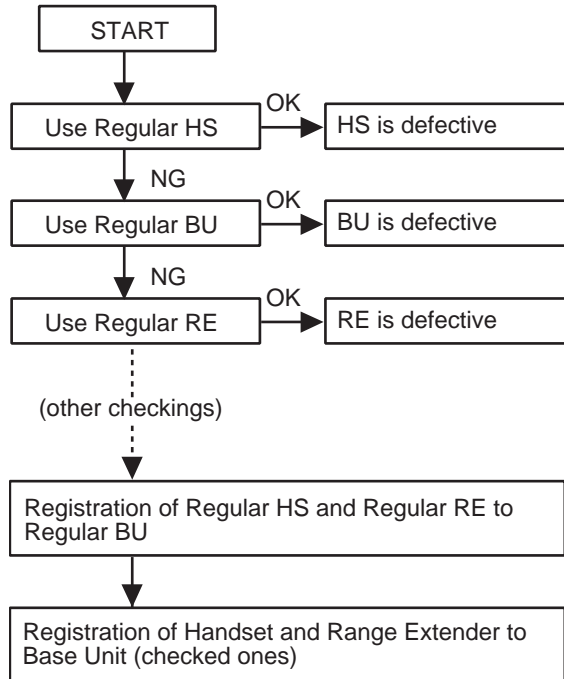 START
OK
Use Regular HS
HS is defective
NG
OK
Use Regular BU
BU is defective
NG
OK
Use Regular RE
RE is defective
(other checkings)
Registration of Regular HS and Regular RE to
Regular BU
Registration of Handset and Range Extender to
Base Unit (checked ones)